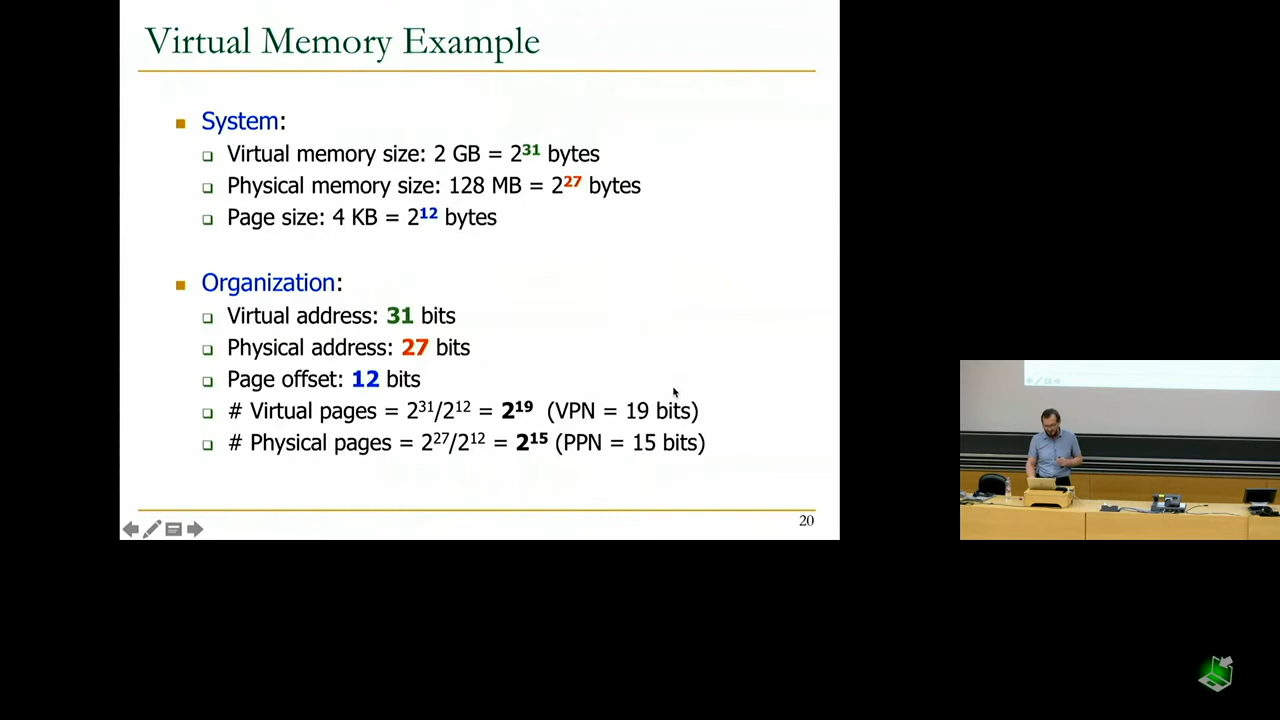 Virtual Memory Example
System:
Virtual memory size: 2 GB = 2³¹ bytes
Physical memory size: 128 MB = 2²⁷ bytes
Page size: 4 KB = 2¹² bytes
Organization:
Virtual address: 31 bits
Physical address: 27 bits
Page offset: 12 bits
# Virtual pages = 2³¹/2¹² = 2¹⁹ (VPN = 19 bits)
# Physical pages = 2²⁷/2¹² = 2¹⁵ (PPN = 15 bits)
20